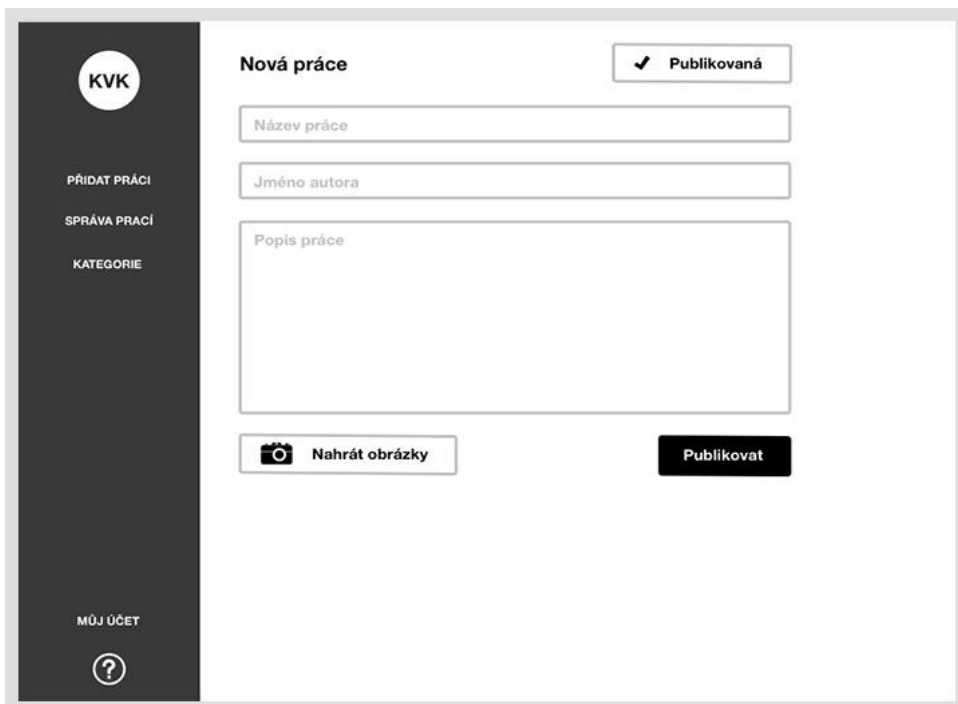 KVK
PŘIDAT PRÁCI
SPRÁVA PRACÍ
KATEGORIE
MŮJ ÚČET
?
Nová práce
Publikovaná
Název práce
Jméno autora
Popis práce
Nahrát obrázky
Publikovat